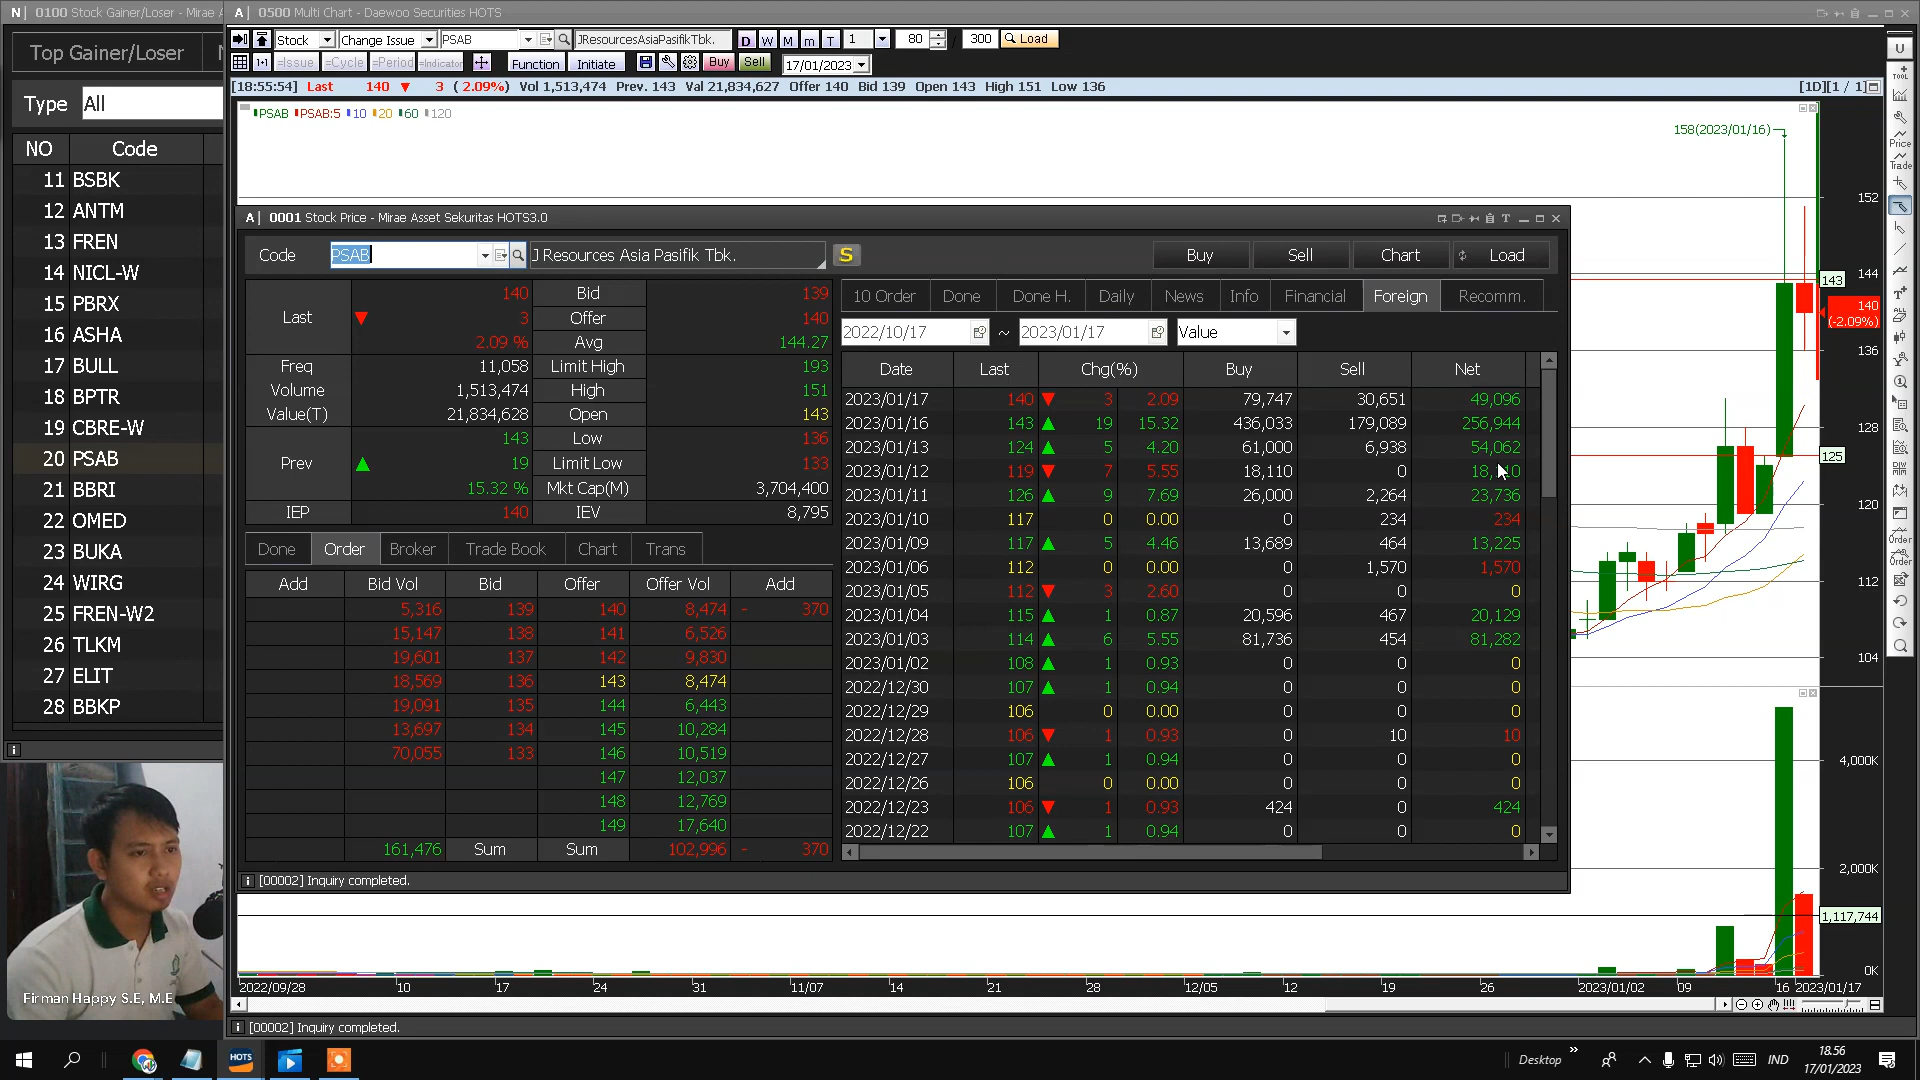 N| 0100 Stock Gainer/Loser - Mirae A
A| 0500 Multi Chart - Daewoo Securities HOTS
Top Gainer/Loser
Type All
NO Code
11 BSBK
12 ANTM
13 FREN
14 NICL-W
15 PBRX
16 ASHA
17 BULL
18 BPTR
19 CBRE-W
20 PSAB
21 BBRI
22 OMED
23 BUKA
24 WIRG
25 FREN-W2
26 TLKM
27 ELIT
28 BBKP
Stock Change Issue PSAB JResourcesAsiaPasifikTbk. D W M m T 1 80 / 300 Load
1·1 =Issue =Cycle =Period =Indicator Function Initiate Buy Sell 17/01/2023
[18:55:54] Last 140 ▼ 3 ( 2.09%) Vol 1,513,474 Prev. 143 Val 21,834,627 Offer 140 Bid 139 Open 143 High 151 Low 136 [1D][1 / 1]
PSAB PSAB:5 10 20 60 120
158(2023/01/16)
152
144
143
140
(-2.09%)
136
128
125
120
112
104
A| 0001 Stock Price - Mirae Asset Sekuritas HOTS3.0
Code PSAB J Resources Asia Pasifik Tbk. S Buy Sell Chart Load
Last 140 Bid 139
▼ 3 Offer 140
2.09 % Avg 144.27
Freq 11,058 Limit High 193
Volume 1,513,474 High 151
Value(T) 21,834,628 Open 143
Prev 143 Low 136
▲ 19 Limit Low 133
15.32 % Mkt Cap(M) 3,704,400
IEP 140 IEV 8,795
Done Order Broker Trade Book Chart Trans
Add Bid Vol Bid Offer Offer Vol Add
5,316 139 140 8,474 - 370
15,147 138 141 6,526
19,601 137 142 9,830
18,569 136 143 8,474
19,091 135 144 6,443
13,697 134 145 10,284
70,055 133 146 10,519
147 12,037
148 12,769
149 17,640
161,476 Sum Sum 102,996 - 370
10 Order Done Done H. Daily News Info Financial Foreign Recomm.
2022/10/17 ~ 2023/01/17 Value
Date Last Chg(%) Buy Sell Net
2023/01/17 140 ▼ 3 2.09 79,747 30,651 49,096
2023/01/16 143 ▲ 19 15.32 436,033 179,089 256,944
2023/01/13 124 ▲ 5 4.20 61,000 6,938 54,062
2023/01/12 119 ▼ 7 5.55 18,110 0
2023/01/11 126 ▲ 9 7.69 26,000 2,264 23,736
2023/01/10 117 0 0.00 0 234 234
2023/01/09 117 ▲ 5 4.46 13,689 464 13,225
2023/01/06 112 0 0.00 0 1,570 1,570
2023/01/05 112 ▼ 3 2.60 0 0 0
2023/01/04 115 ▲ 1 0.87 20,596 467 20,129
2023/01/03 114 ▲ 6 5.55 81,736 454 81,282
2023/01/02 108 ▲ 1 0.93 0 0 0
2022/12/30 107 ▲ 1 0.94 0 0 0
2022/12/29 106 0 0.00 0 0 0
2022/12/28 106 ▼ 1 0.93 0 10 10
2022/12/27 107 ▲ 1 0.94 0 0 0
2022/12/26 106 0 0.00 0 0 0
2022/12/23 106 ▼ 1 0.93 424 0 424
2022/12/22 107 ▲ 1 0.94 0 0 0
[00002] Inquiry completed.
4,000K
2,000K
1,117,744
0K
2022/09/28 10 17 24 31 11/07 14 21 28 12/05 12 19 26 2023/01/02 09 16 2023/01/17
[00002] Inquiry completed.
U
TOOL
Price
Trade
DIW
Order
Order
Firman Happy S.E, M.E
HOTS Desktop » IND 18.56
17/01/2023